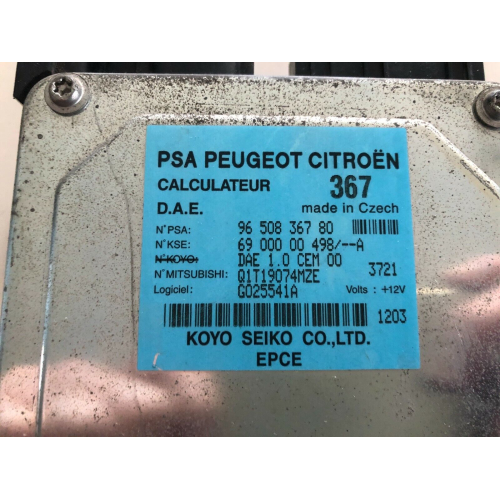 PSA PEUGEOT CITROËN
CALCULATEUR 367
D.A.E. made in Czech
N°PSA: 96 508 367 80
N°KSE: 69 000 00 498/--A
N°KOYO: DAE 1.0 CEM 00
N°MITSUBISHI: Q1T19074MZE 3721
Logiciel: G025541A Volts : +12V
1203
KOYO SEIKO CO.,LTD.
EPCE